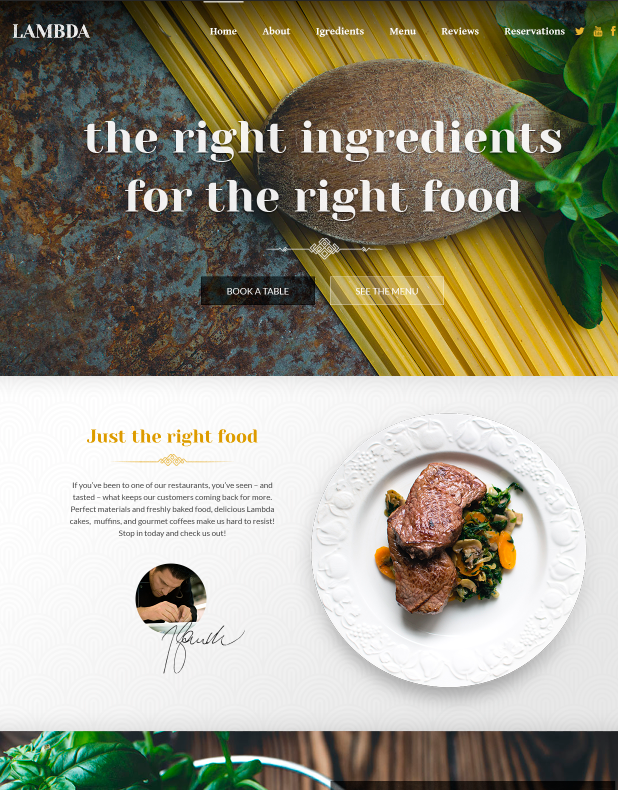 LAMBDA
Home About Igredients Menu Reviews Reservations
the right ingredients
for the right food
BOOK A TABLE SEE THE MENU
Just the right food
If you've been to one of our restaurants, you've seen – and
tasted – what keeps our customers coming back for more.
Perfect materials and freshly baked food, delicious Lambda
cakes, muffins, and gourmet coffees make us hard to resist!
Stop in today and check us out!